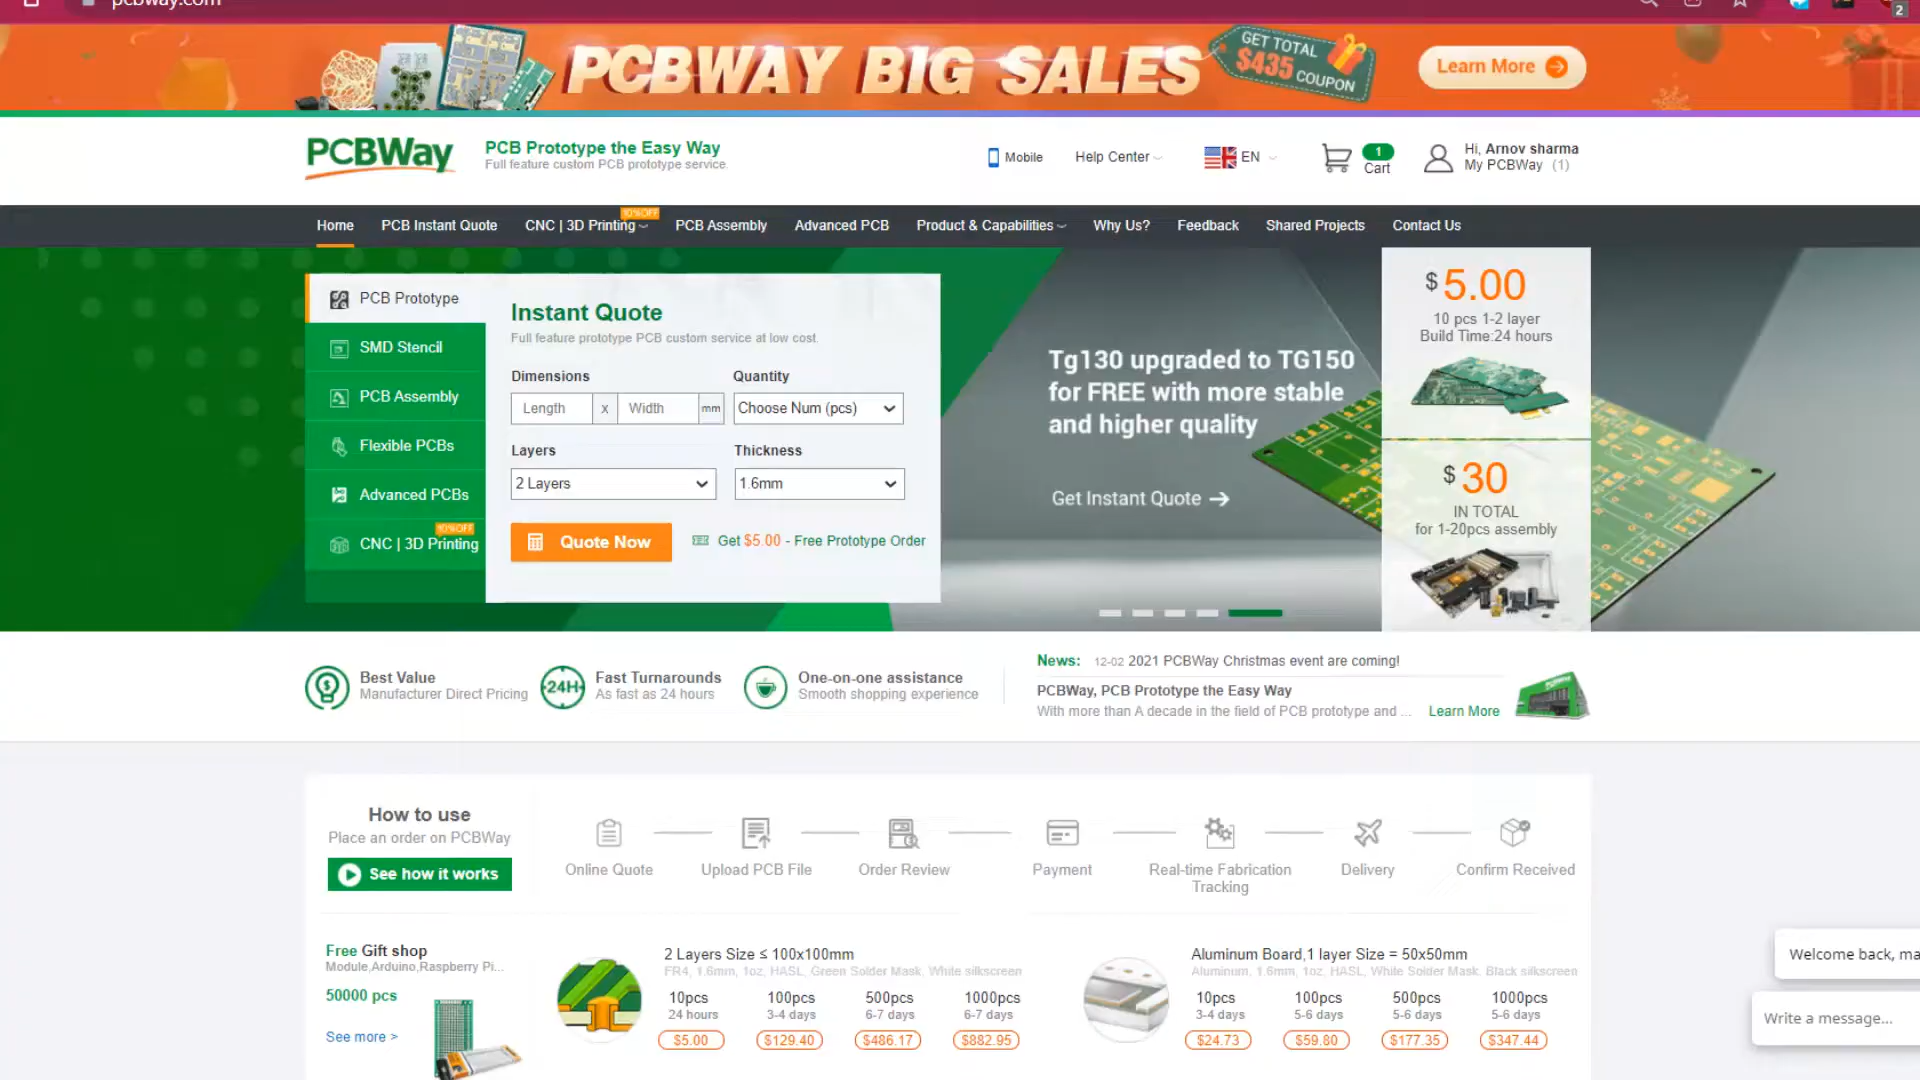 pcbway.com
2
PCBWAY BIG SALES
GET TOTAL
$435 COUPON
Learn More
PCBWay
PCB Prototype the Easy Way
Full feature custom PCB prototype service.
Mobile
Help Center
EN
1
Cart
Hi, Arnov sharma
My PCBWay (1)
Home
PCB Instant Quote
CNC | 3D Printing
10%OFF
PCB Assembly
Advanced PCB
Product & Capabilities
Why Us?
Feedback
Shared Projects
Contact Us
PCB Prototype
SMD Stencil
PCB Assembly
Flexible PCBs
Advanced PCBs
10%OFF
CNC | 3D Printing
Instant Quote
Full feature prototype PCB custom service at low cost.
Dimensions
Quantity
Length x Width mm
Choose Num (pcs)
Layers
Thickness
2 Layers
1.6mm
Quote Now
Get $5.00 - Free Prototype Order
Tg130 upgraded to TG150
for FREE with more stable
and higher quality
Get Instant Quote
$ 5.00
10 pcs 1-2 layer
Build Time:24 hours
$ 30
IN TOTAL
for 1-20pcs assembly
Best Value
Manufacturer Direct Pricing
24H
Fast Turnarounds
As fast as 24 hours
One-on-one assistance
Smooth shopping experience
News: 12-02 2021 PCBWay Christmas event are coming!
PCBWay, PCB Prototype the Easy Way
With more than A decade in the field of PCB prototype and ... Learn More
How to use
Place an order on PCBWay
See how it works
Online Quote
Upload PCB File
Order Review
Payment
Real-time Fabrication
Tracking
Delivery
Confirm Received
Free Gift shop
Module,Arduino,Raspberry Pi...
50000 pcs
See more >
2 Layers Size ≤ 100x100mm
FR4, 1.6mm, 1oz, HASL, Green Solder Mask, White silkscreen
10pcs 100pcs 500pcs 1000pcs
24 hours 3-4 days 6-7 days 6-7 days
$5.00 $129.40 $486.17 $882.95
Aluminum Board,1 layer Size = 50x50mm
Aluminum, 1.6mm, 1oz, HASL, White Solder Mask, Black silkscreen
10pcs 100pcs 500pcs 1000pcs
3-4 days 5-6 days 5-6 days 5-6 days
$24.73 $59.80 $177.35 $347.44
Welcome back, ma
Write a message...